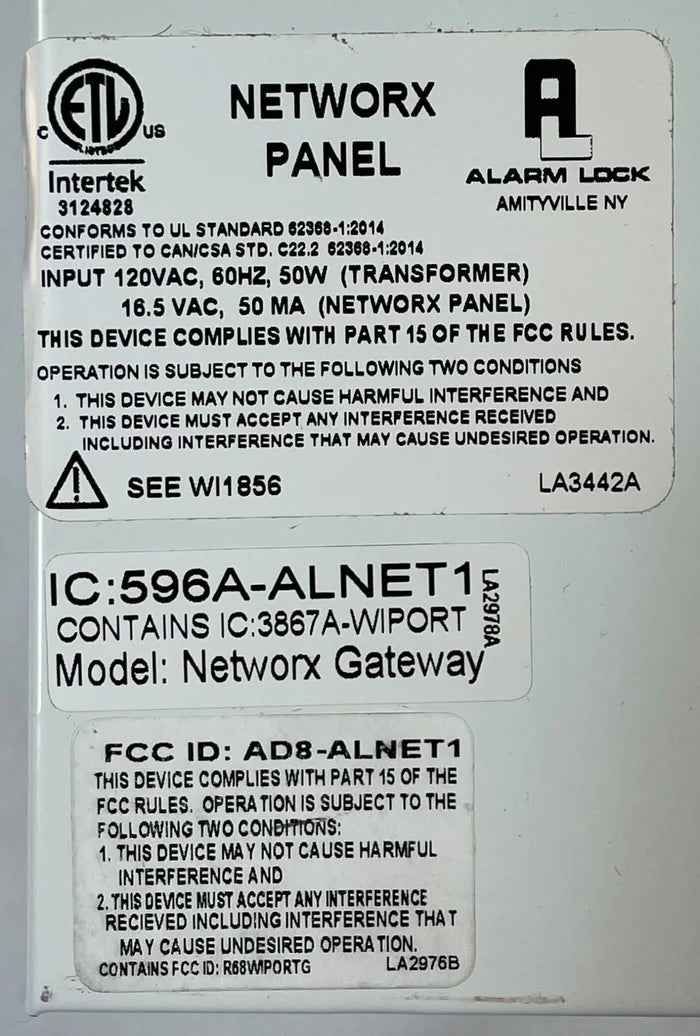 NETWORX
PANEL
C ETL US
Intertek
3124828
AL
ALARM LOCK
AMITYVILLE NY
CONFORMS TO UL STANDARD 62368-1:2014
CERTIFIED TO CAN/CSA STD. C22.2 62368-1:2014
INPUT 120VAC, 60HZ, 50W (TRANSFORMER)
16.5 VAC, 50 MA (NETWORX PANEL)
THIS DEVICE COMPLIES WITH PART 15 OF THE FCC RULES.
OPERATION IS SUBJECT TO THE FOLLOWING TWO CONDITIONS
1. THIS DEVICE MAY NOT CAUSE HARMFUL INTERFERENCE AND
2. THIS DEVICE MUST ACCEPT ANY INTERFERENCE RECEIVED
INCLUDING INTERFERENCE THAT MAY CAUSE UNDESIRED OPERATION.
! SEE WI1856
LA3442A
IC:596A-ALNET1
CONTAINS IC:3867A-WIPORT
Model: Networx Gateway
LA2978A
FCC ID: AD8-ALNET1
THIS DEVICE COMPLIES WITH PART 15 OF THE
FCC RULES. OPERATION IS SUBJECT TO THE
FOLLOWING TWO CONDITIONS:
1. THIS DEVICE MAY NOT CAUSE HARMFUL
INTERFERENCE AND
2. THIS DEVICE MUST ACCEPT ANY INTERFERENCE
RECIEVED INCLUDING INTERFERENCE THAT
MAY CAUSE UNDESIRED OPERATION.
CONTAINS FCC ID: R68WIPORTG
LA2976B